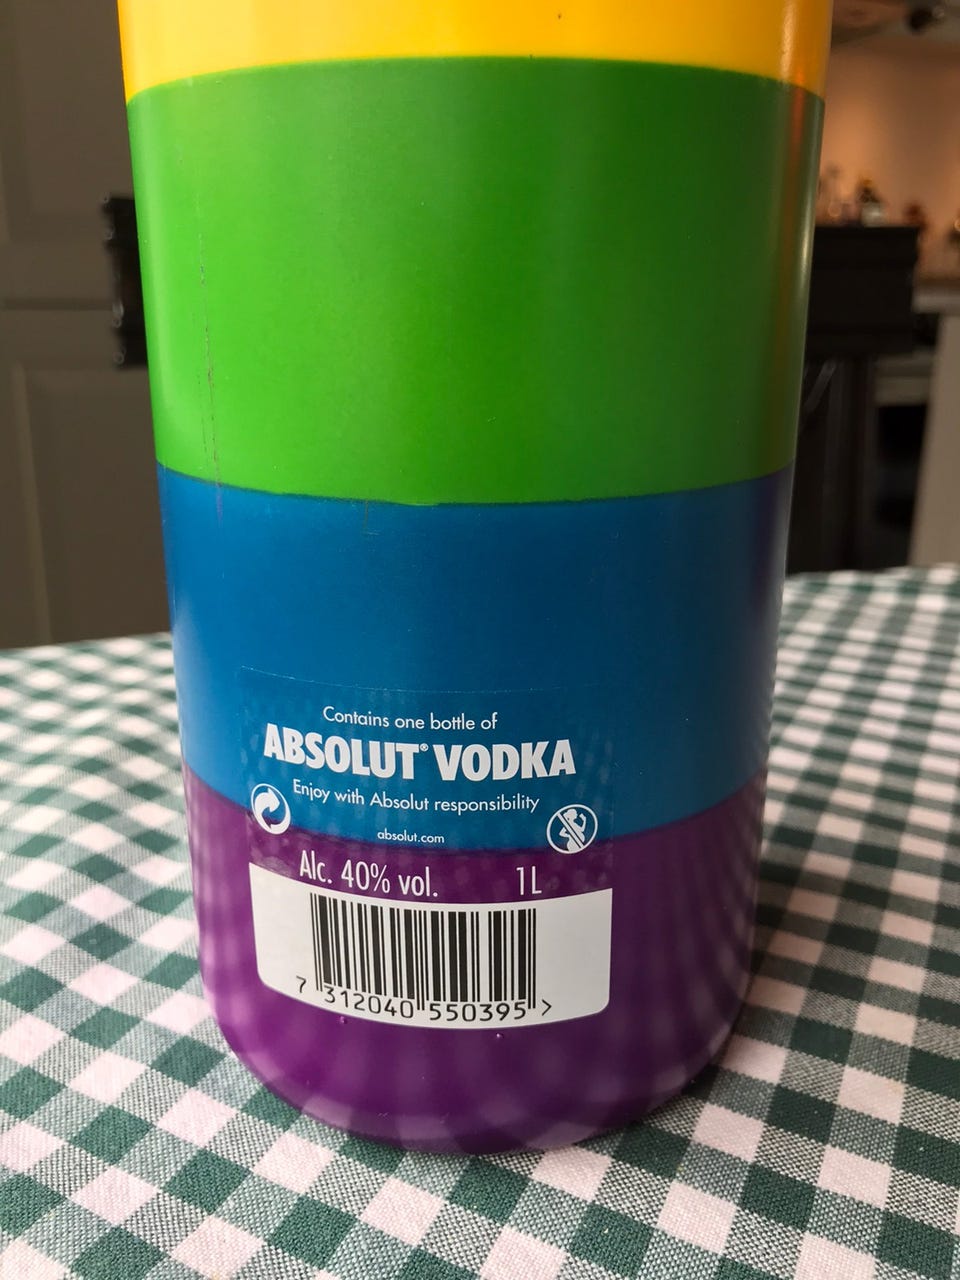 Contains one bottle of
ABSOLUT® VODKA
Enjoy with Absolut responsibility
absolut.com
Alc. 40% vol. 1L
7 312040 550395 >